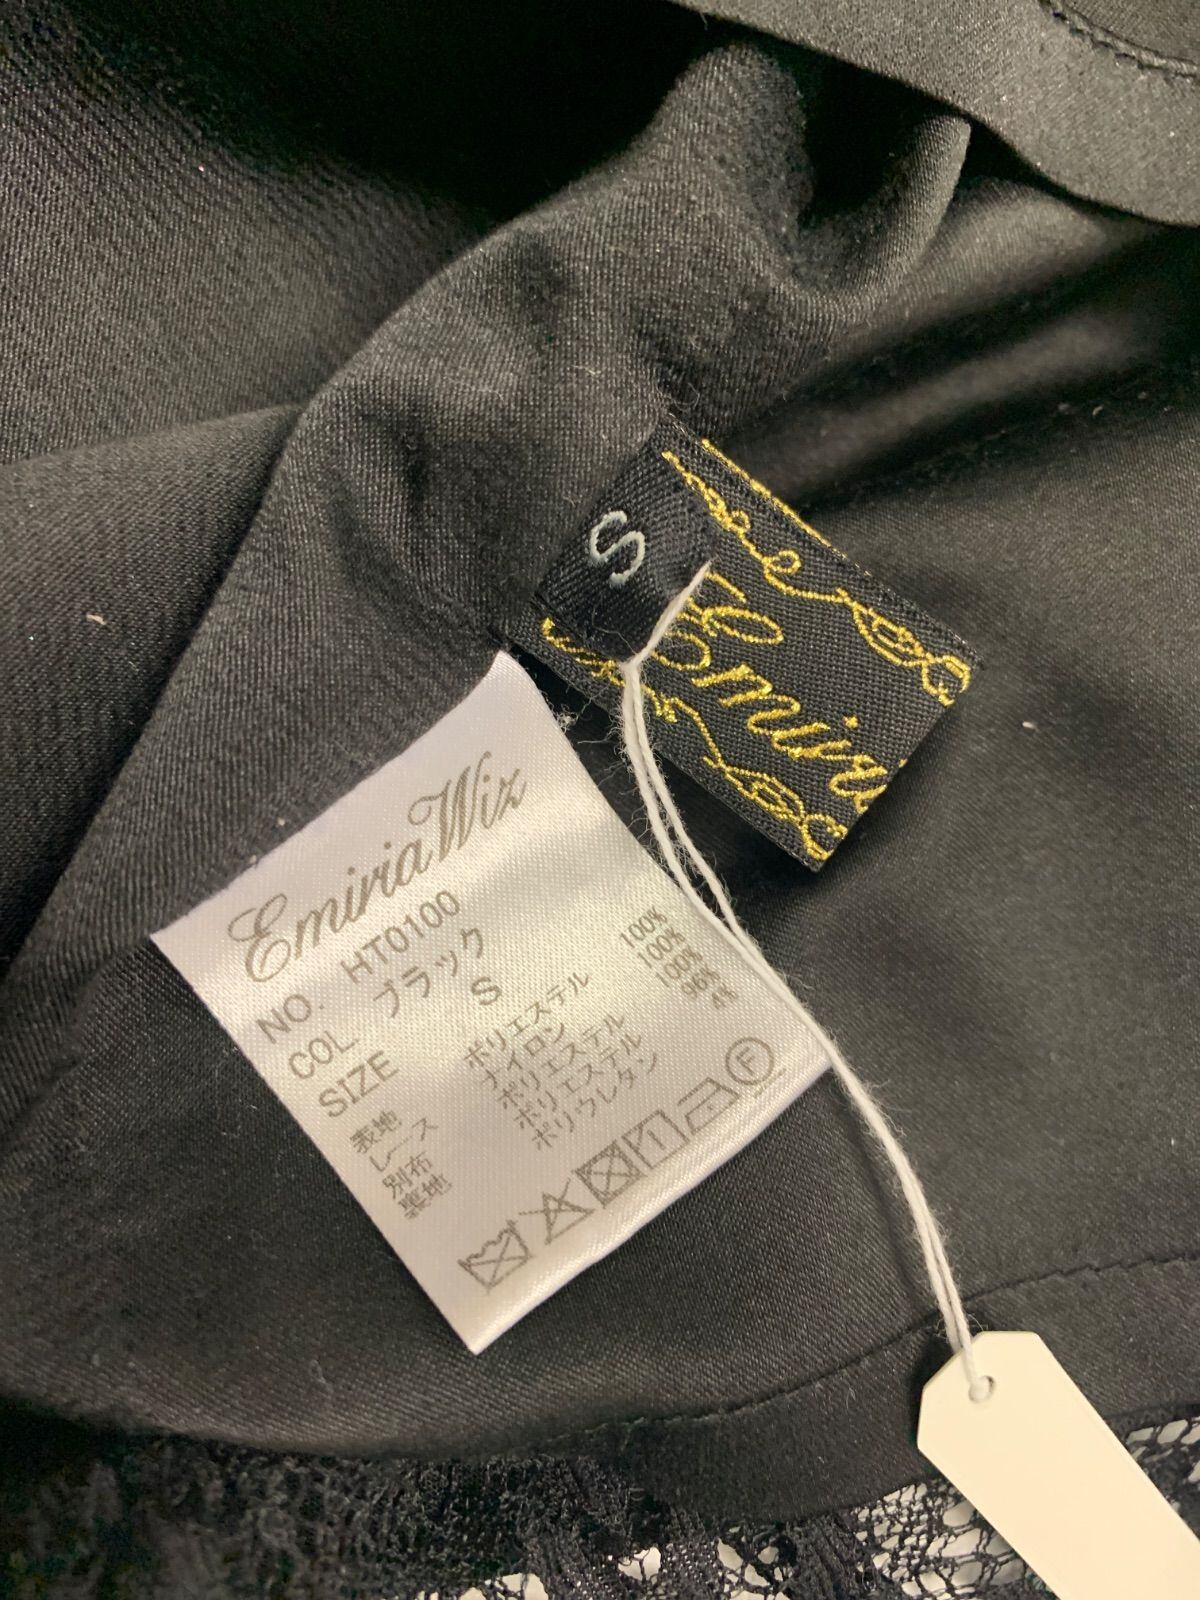 S
Emiria
EmiriaWiz
NO. HT0100
COL. ブラック
SIZE S
表地 ポリエステル 100%
レース ナイロン 100%
別布 ポリエステル 100%
裏地 ポリエステル 98%
ポリウレタン 2%
F